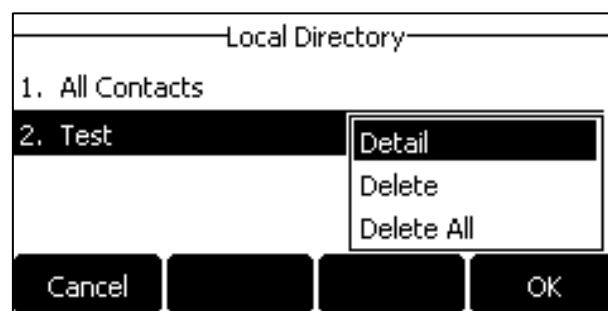 Local Directory
1. All Contacts
2. Test
Detail
Delete
Delete All
Cancel
OK